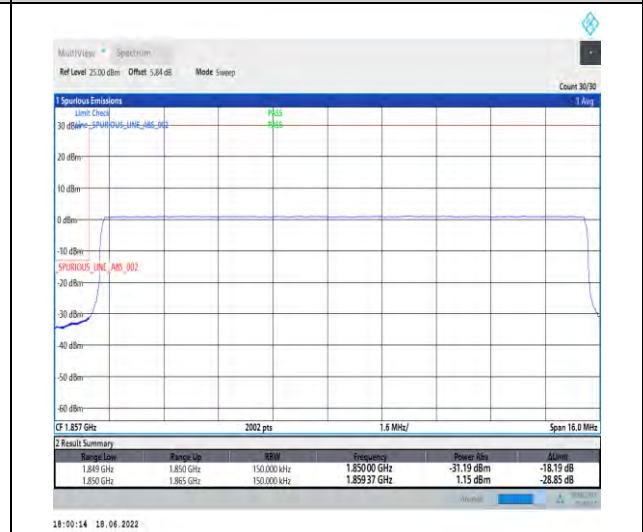 MultiView Spectrum
Ref Level 25.00 dBm Offset 5.84 dB Mode Sweep
Count 30/30
1 Spurious Emissions 1 Avg
Limit Check PASS
30 dBm Line _SPURIOUS_LINE_ABS_002 PASS
20 dBm
10 dBm
0 dBm
-10 dBm
_SPURIOUS_LINE_ABS_002
-20 dBm
-30 dBm
-40 dBm
-50 dBm
-60 dBm
CF 1.857 GHz 2002 pts 1.6 MHz/ Span 16.0 MHz
2 Result Summary
Range Low Range Up RBW Frequency Power Abs ΔLimit
1.849 GHz 1.850 GHz 150.000 kHz 1.85000 GHz -31.19 dBm -18.19 dB
1.850 GHz 1.865 GHz 150.000 kHz 1.85937 GHz 1.15 dBm -28.85 dB
18:00:14 18.06.2022